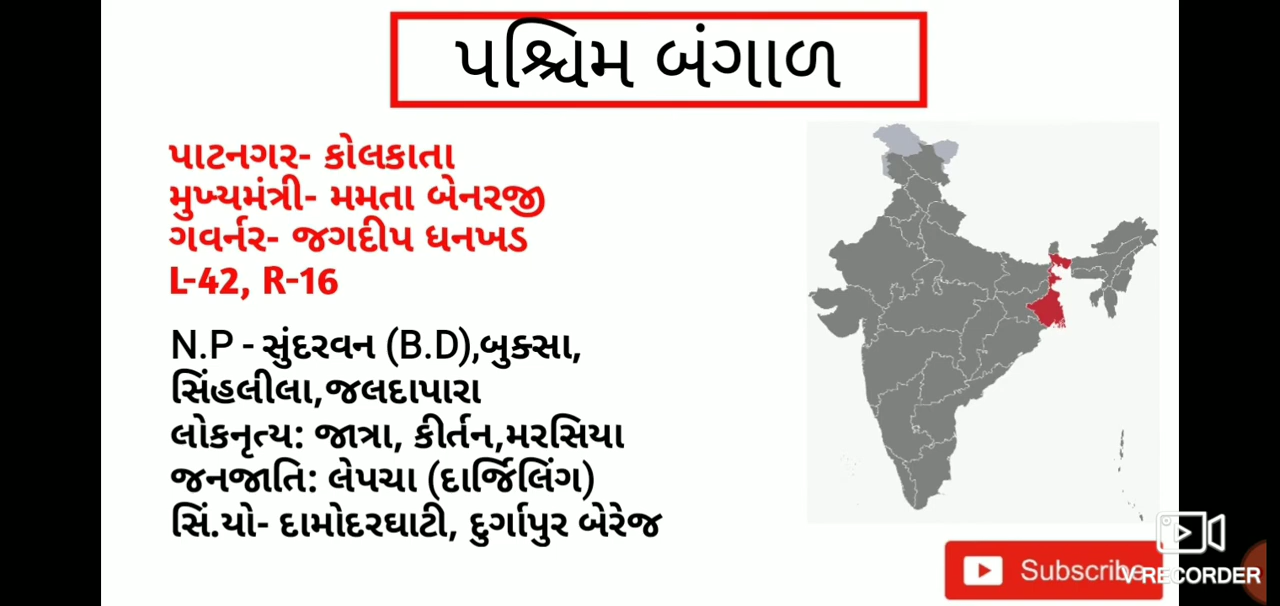 પશ્ચિમ બંગાળ
પાટનગર- કોલકાતા
મુખ્યમંત્રી- મમતા બેનરજી
ગવર્નર- જગદીપ ધનખડ
L-42, R-16
N.P - સુંદરવન (B.D),બુક્સા,
સિંહલીલા,જલદાપારા
લોકનૃત્ય: જાત્રા, કીર્તન,મરસિયા
જનજાતિ: લેપચા (દાર્જિલિંગ)
સિં.યો- દામોદરઘાટી, દુર્ગાપુર બેરેજ
Subscribe
V RECORDER